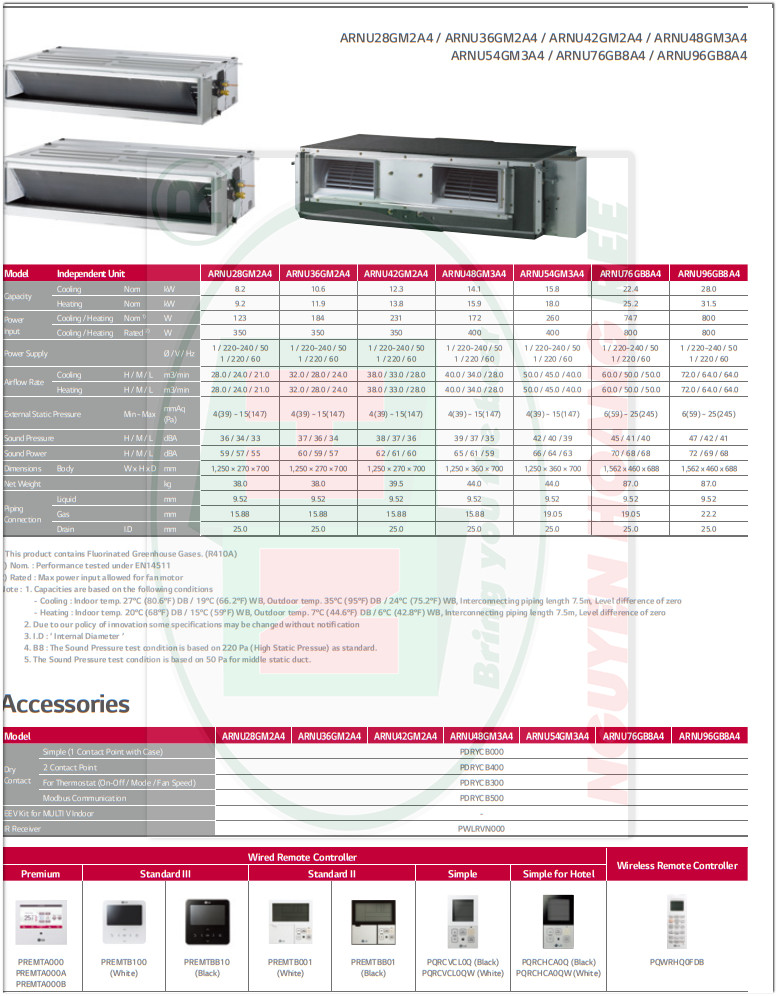 ARNU28GM2A4 / ARNU36GM2A4 / ARNU42GM2A4 / ARNU48GM3A4
ARNU54GM3A4 / ARNU76GB8A4 / ARNU96GB8A4
Model Independent Unit ARNU28GM2A4 ARNU36GM2A4 ARNU42GM2A4 ARNU48GM3A4 ARNU54GM3A4 ARNU76GB8A4 ARNU96GB8A4
Capacity Cooling Nom kW 8.2 10.6 12.3 14.1 15.8 22.4 28.0
Heating Nom kW 9.2 11.9 13.8 15.9 18.0 25.2 31.5
Power Input Cooling / Heating Nom 1) W 123 184 231 172 260 747 800
Cooling / Heating Rated 2) W 350 350 350 400 400 800 800
Power Supply Ø / V / Hz 1 / 220~240 / 50 1 / 220~240 / 50 1 / 220~240 / 50 1 / 220~240 / 50 1 / 220~240 / 50 1 / 220~240 / 50 1 / 220~240 / 50
1 / 220 / 60 1 / 220 / 60 1 / 220 / 60 1 / 220 / 60 1 / 220 / 60 1 / 220 / 60 1 / 220 / 60
Airflow Rate Cooling H / M / L m3/min 28.0 / 24.0 / 21.0 32.0 / 28.0 / 24.0 38.0 / 33.0 / 28.0 40.0 / 34.0 / 28.0 50.0 / 45.0 / 40.0 60.0 / 50.0 / 50.0 72.0 / 64.0 / 64.0
Heating H / M / L m3/min 28.0 / 24.0 / 21.0 32.0 / 28.0 / 24.0 38.0 / 33.0 / 28.0 40.0 / 34.0 / 28.0 50.0 / 45.0 / 40.0 60.0 / 50.0 / 50.0 72.0 / 64.0 / 64.0
External Static Pressure Min ~ Max mmAq (Pa) 4(39) ~ 15(147) 4(39) ~ 15(147) 4(39) ~ 15(147) 4(39) ~ 15(147) 4(39) ~ 15(147) 6(59) ~ 25(245) 6(59) ~ 25(245)
Sound Pressure H / M / L dBA 36 / 34 / 33 37 / 36 / 34 38 / 37 / 36 39 / 37 / 35 42 / 40 / 39 45 / 41 / 40 47 / 42 / 41
Sound Power H / M / L dBA 59 / 57 / 55 60 / 59 / 57 62 / 61 / 60 65 / 61 / 59 66 / 64 / 63 70 / 68 / 68 72 / 69 / 68
Dimensions Body W x H x D mm 1,250 × 270 × 700 1,250 × 270 × 700 1,250 × 270 × 700 1,250 × 360 × 700 1,250 × 360 × 700 1,562 x 460 x 688 1,562 x 460 x 688
Net Weight kg 38.0 38.0 39.5 44.0 44.0 87.0 87.0
Piping Connection Liquid mm 9.52 9.52 9.52 9.52 9.52 9.52 9.52
Gas mm 15.88 15.88 15.88 15.88 19.05 19.05 22.2
Drain I.D mm 25.0 25.0 25.0 25.0 25.0 25.0 25.0
This product contains Fluorinated Greenhouse Gases. (R410A)
) Nom. : Performance tested under EN14511
) Rated : Max power input allowed for fan motor
lote : 1. Capacities are based on the following conditions
- Cooling : Indoor temp. 27°C (80.6°F) DB / 19°C (66.2°F) WB, Outdoor temp. 35°C (95°F) DB / 24°C (75.2°F) WB, Interconnecting piping length 7.5m, Level difference of zero
- Heating : Indoor temp. 20°C (68°F) DB / 15°C (59°F) WB, Outdoor temp. 7°C (44.6°F) DB / 6°C (42.8°F) WB, Interconnecting piping length 7.5m, Level difference of zero
2. Due to our policy of innovation some specifications may be changed without notification
3. I.D : ' Internal Diameter '
4. B8 : The Sound Pressure test condition is based on 220 Pa (High Static Pressue) as standard.
5. The Sound Pressure test condition is based on 50 Pa for middle static duct.
Bring you
NGUYEN HOANG BEE
Accessories
Model ARNU28GM2A4 ARNU36GM2A4 ARNU42GM2A4 ARNU48GM3A4 ARNU54GM3A4 ARNU76GB8A4 ARNU96GB8A4
Dry Contact Simple (1 Contact Point with Case) PDRYCB000
2 Contact Point PDRYCB400
For Thermostat (On-Off / Mode / Fan Speed) PDRYCB300
Modbus Communication PDRYCB500
EEV Kit for MULTI V Indoor -
IR Receiver PWLRVN000
Wired Remote Controller Wireless Remote Controller
Premium Standard III Standard II Simple Simple for Hotel
PREMTA000 PREMTB100 PREMTBB10 PREMTB001 PREMTBB01 PQRCVCL0Q (Black) PQRCHCA0Q (Black) PQWRHQ0FDB
PREMTA000A (White) (Black) (White) (Black) PQRCVCL0QW (White) PQRCHCA0QW (White)
PREMTA000B